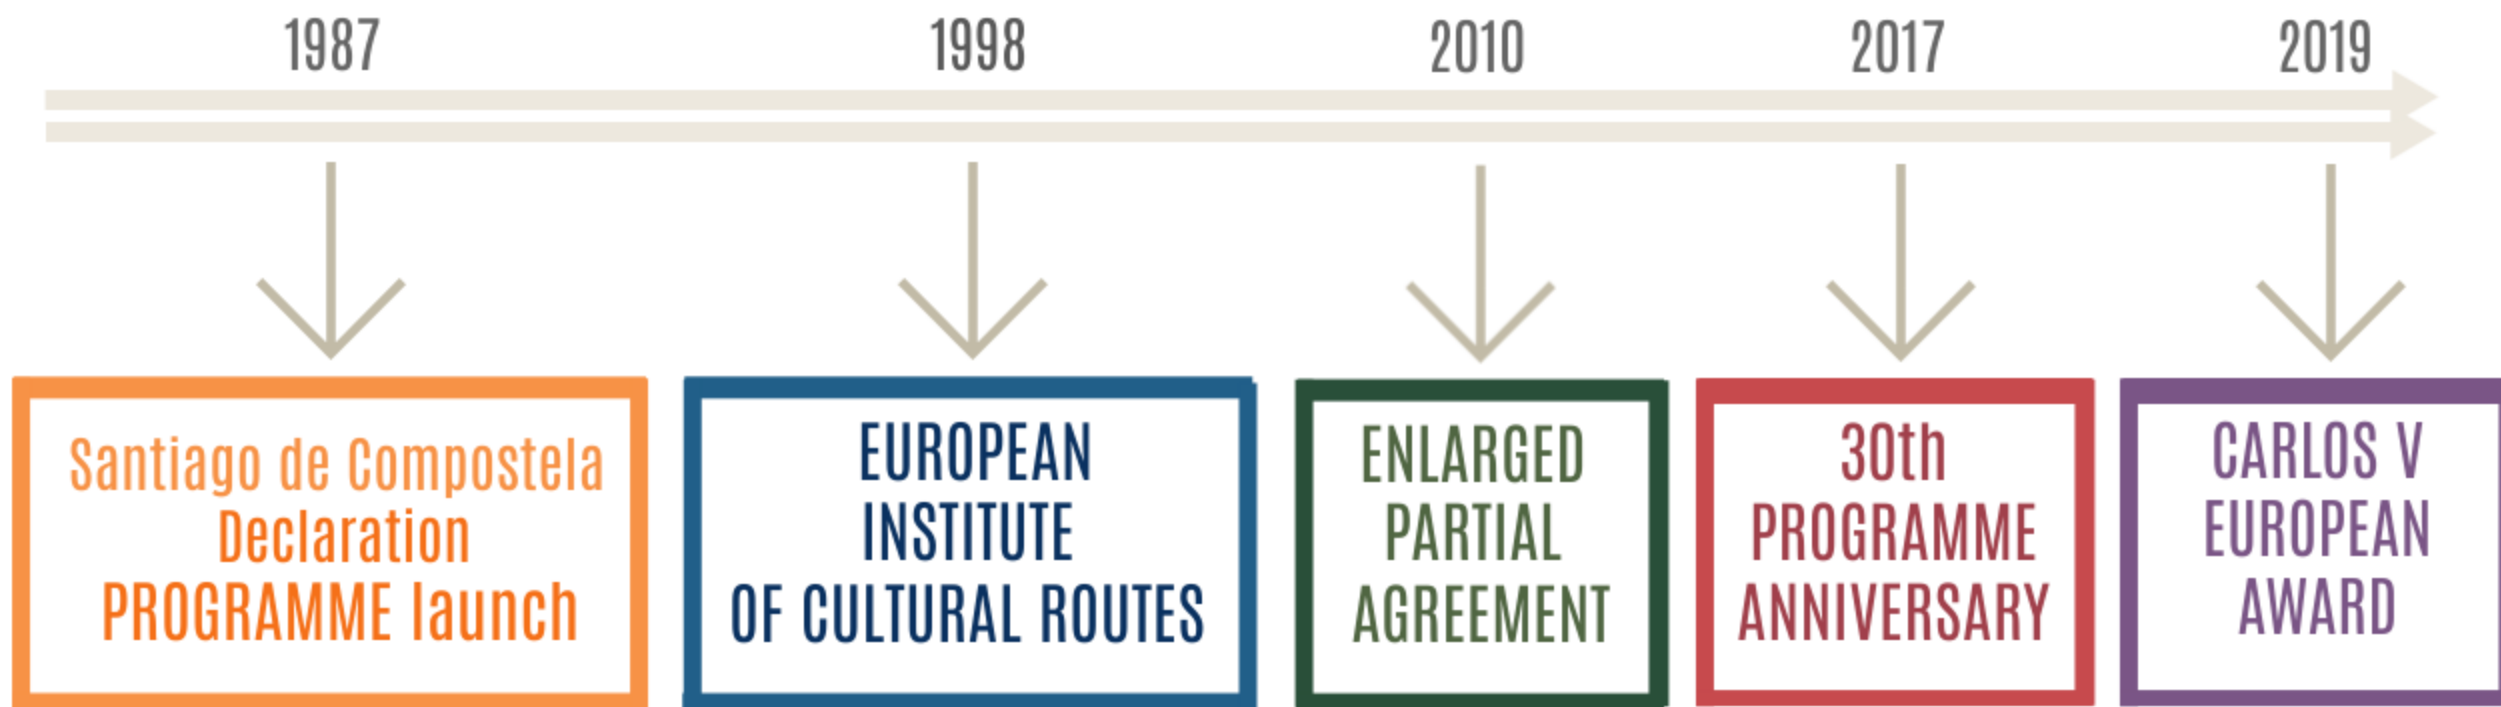 1987
1998
2010
2017
2019
Santiago de Compostela
Declaration
PROGRAMME launch
EUROPEAN
INSTITUTE
OF CULTURAL ROUTES
ENLARGED
PARTIAL
AGREEMENT
30th
PROGRAMME
ANNIVERSARY
CARLOS V
EUROPEAN
AWARD